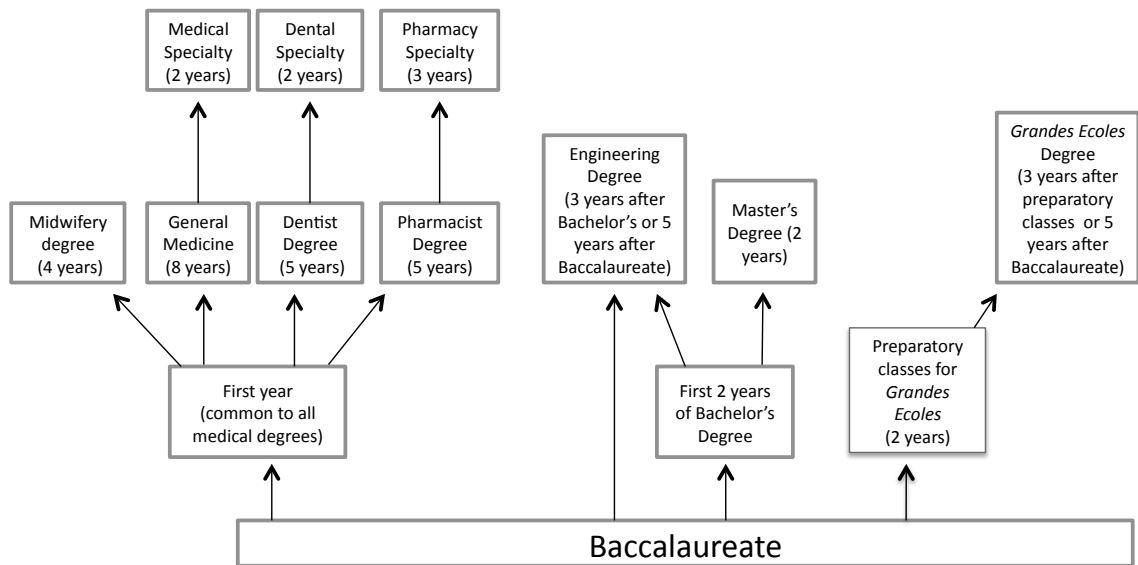 Medical
Specialty
(2 years)
Dental
Specialty
(2 years)
Pharmacy
Specialty
(3 years)
Engineering
Degree
(3 years after
Bachelor's or 5
years after
Baccalaureate)
Grandes Ecoles
Degree
(3 years after
preparatory
classes or 5
years after
Baccalaureate)
Midwifery
degree
(4 years)
General
Medicine
(8 years)
Dentist
Degree
(5 years)
Pharmacist
Degree
(5 years)
Master's
Degree (2
years)
First year
(common to all
medical degrees)
First 2 years
of Bachelor's
Degree
Preparatory
classes for
Grandes
Ecoles
(2 years)
Baccalaureate